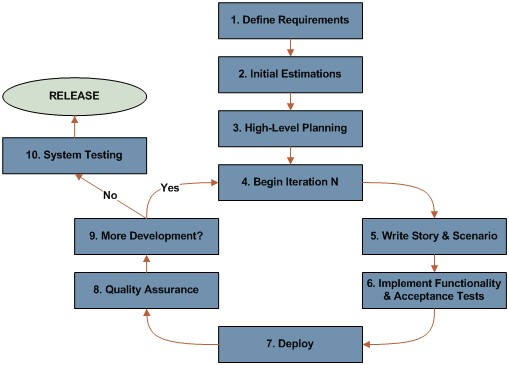 1. Define Requirements
2. Initial Estimations
RELEASE
3. High-Level Planning
10. System Testing
4. Begin Iteration N
Yes
No
9. More Development?
5. Write Story & Scenario
8. Quality Assurance
6. Implement Functionality
& Acceptance Tests
7. Deploy